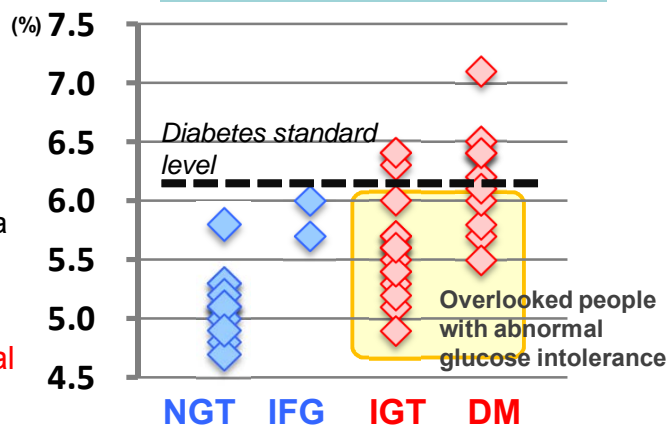 (%) 7.5
7.0
6.5
Diabetes standard
level
6.0
a
5.5
Overlooked people
5.0
with abnormal
al
glucose intolerance
4.5
NGT IFG IGT DM